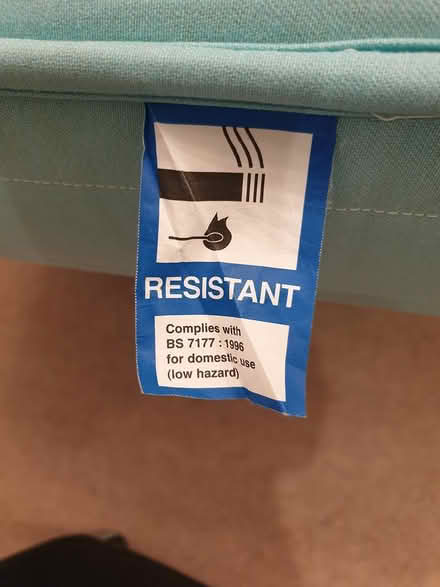 RESISTANT
Complies with
BS 7177 : 1996
for domestic use
(low hazard)